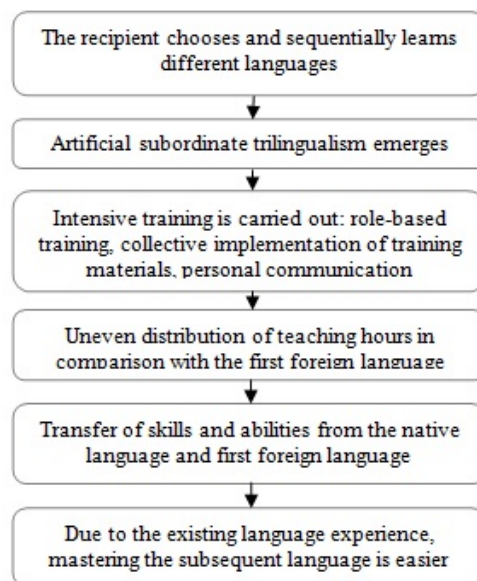 The recipient chooses and sequentially learns
different languages
Artificial subordinate trilingualism emerges
Intensive training is carried out: role-based
training, collective implementation of training
materials, personal communication
Uneven distribution of teaching hours in
comparison with the first foreign language
Transfer of skills and abilities from the native
language and first foreign language
Due to the existing language experience,
mastering the subsequent language is easier